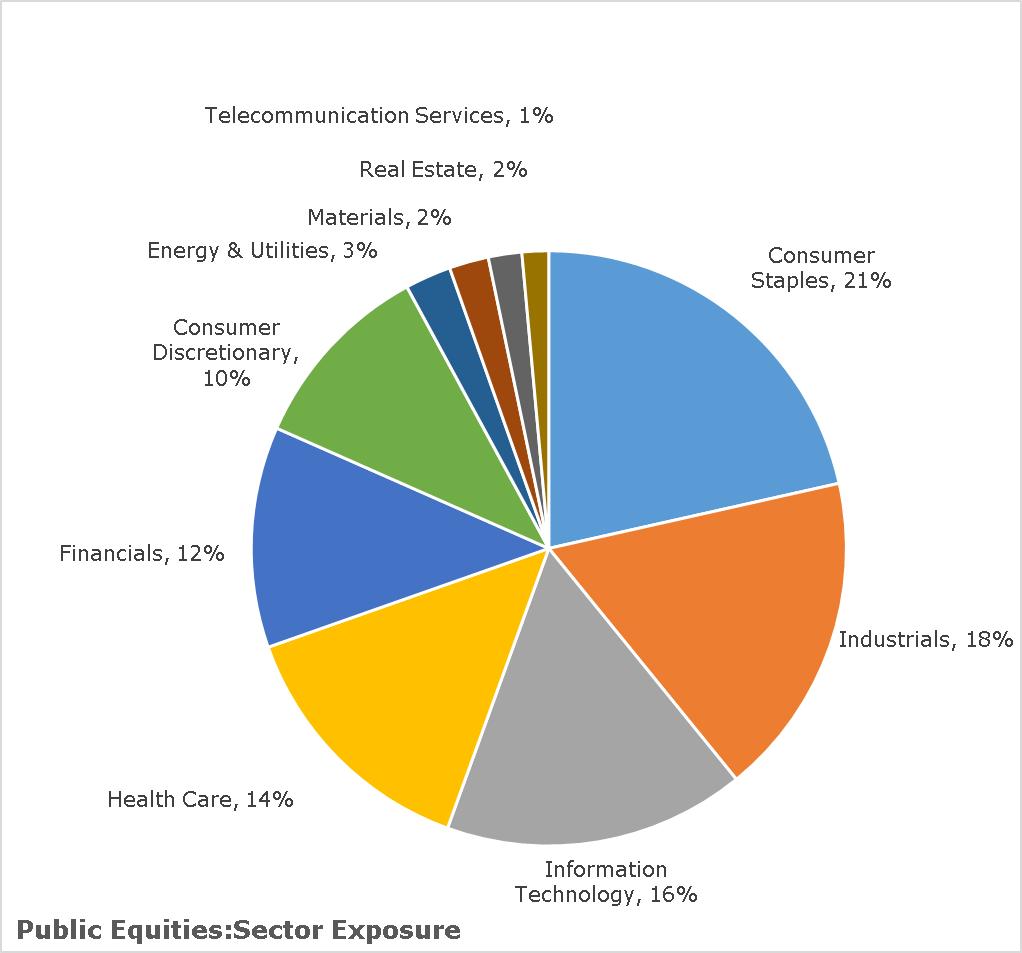 Telecommunication Services, 1%
Real Estate, 2%
Materials, 2%
Energy & Utilities, 3%
Consumer
Staples, 21%
Consumer
Discretionary,
10%
Financials, 12%
Industrials, 18%
Health Care, 14%
Information
Technology, 16%
Public Equities:Sector Exposure